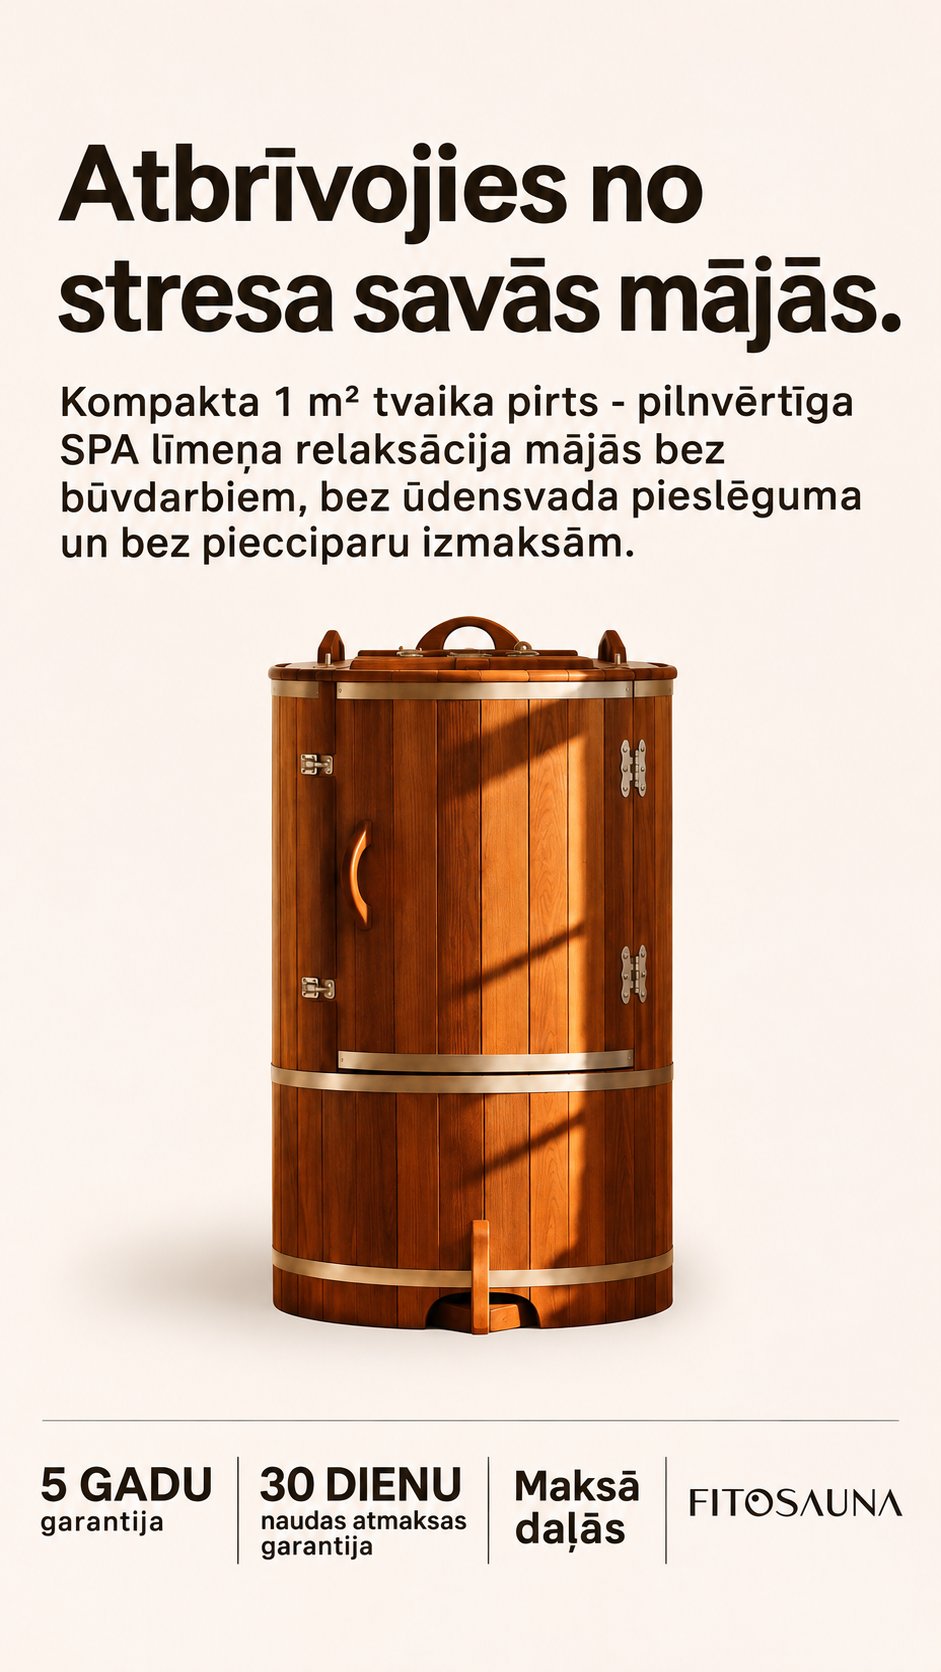 Atbrīvojies no
stresa savās mājās.
Kompakta 1 m² tvaika pirts - pilnvērtīga
SPA līmeņa relaksācija mājās bez
būvdarbiem, bez ūdensvada pieslēguma
un bez piecciparu izmaksām.
5 GADU
garantija
30 DIENU
naudas atmaksas
garantija
Maksā
daļās
FITOSAUNA